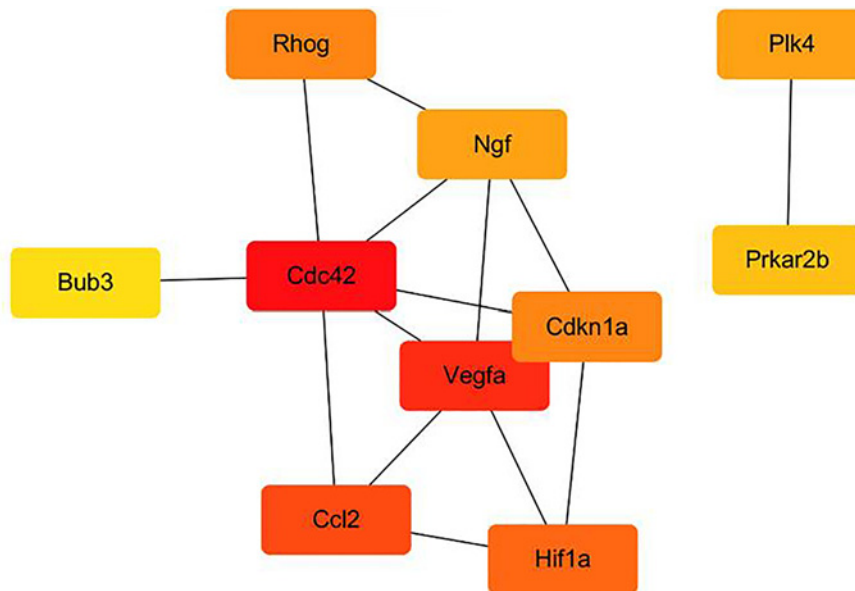 Rhog
Plk4
Ngf
Bub3
Cdc42
Prkar2b
Cdkn1a
Vegfa
Ccl2
Hif1a